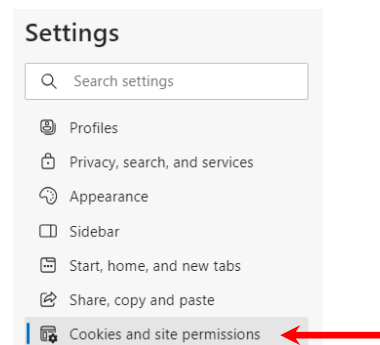 Settings
Search settings
Profiles
Privacy, search, and services
Appearance
Sidebar
Start, home, and new tabs
Share, copy and paste
Cookies and site permissions